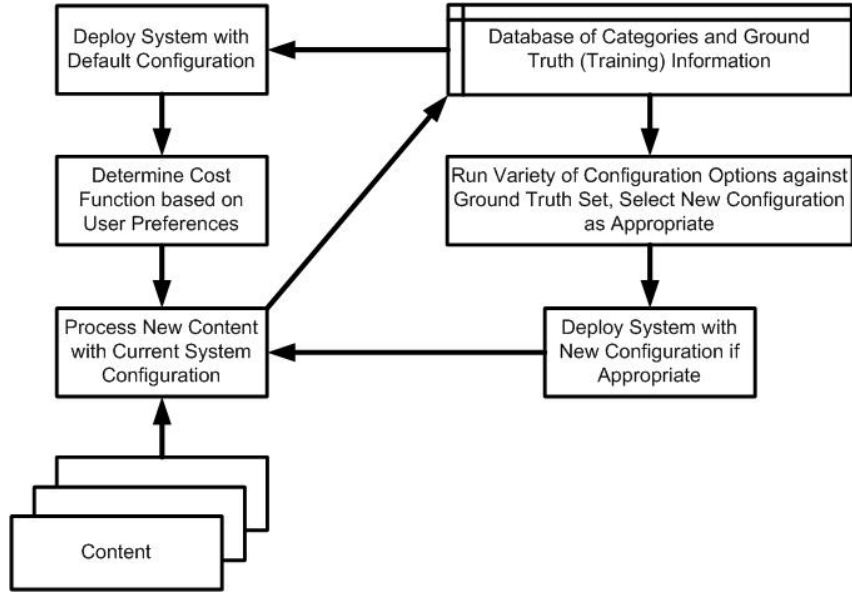 Deploy System with
Default Configuration
Database of Categories and Ground
Truth (Training) Information
Determine Cost
Function based on
User Preferences
Run Variety of Configuration Options against
Ground Truth Set, Select New Configuration
as Appropriate
Process New Content
with Current System
Configuration
Deploy System with
New Configuration if
Appropriate
Content